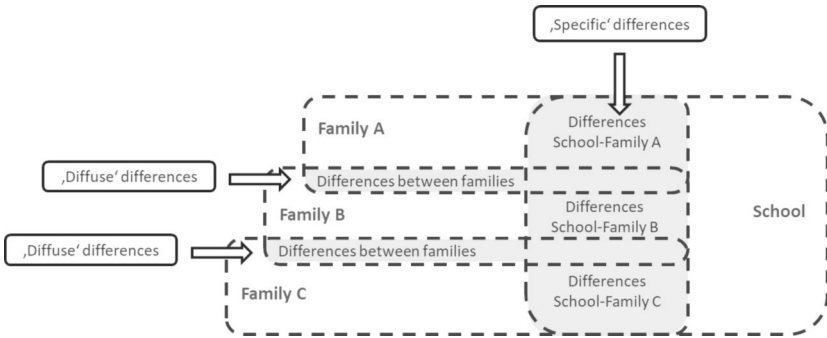 ‚Specific‘ differences
Differences
School-Family A
Family A
‚Diffuse‘ differences
Differences between families
Family B
Differences
School-Family B
School
‚Diffuse‘ differences
Differences between families
Family C
Differences
School-Family C